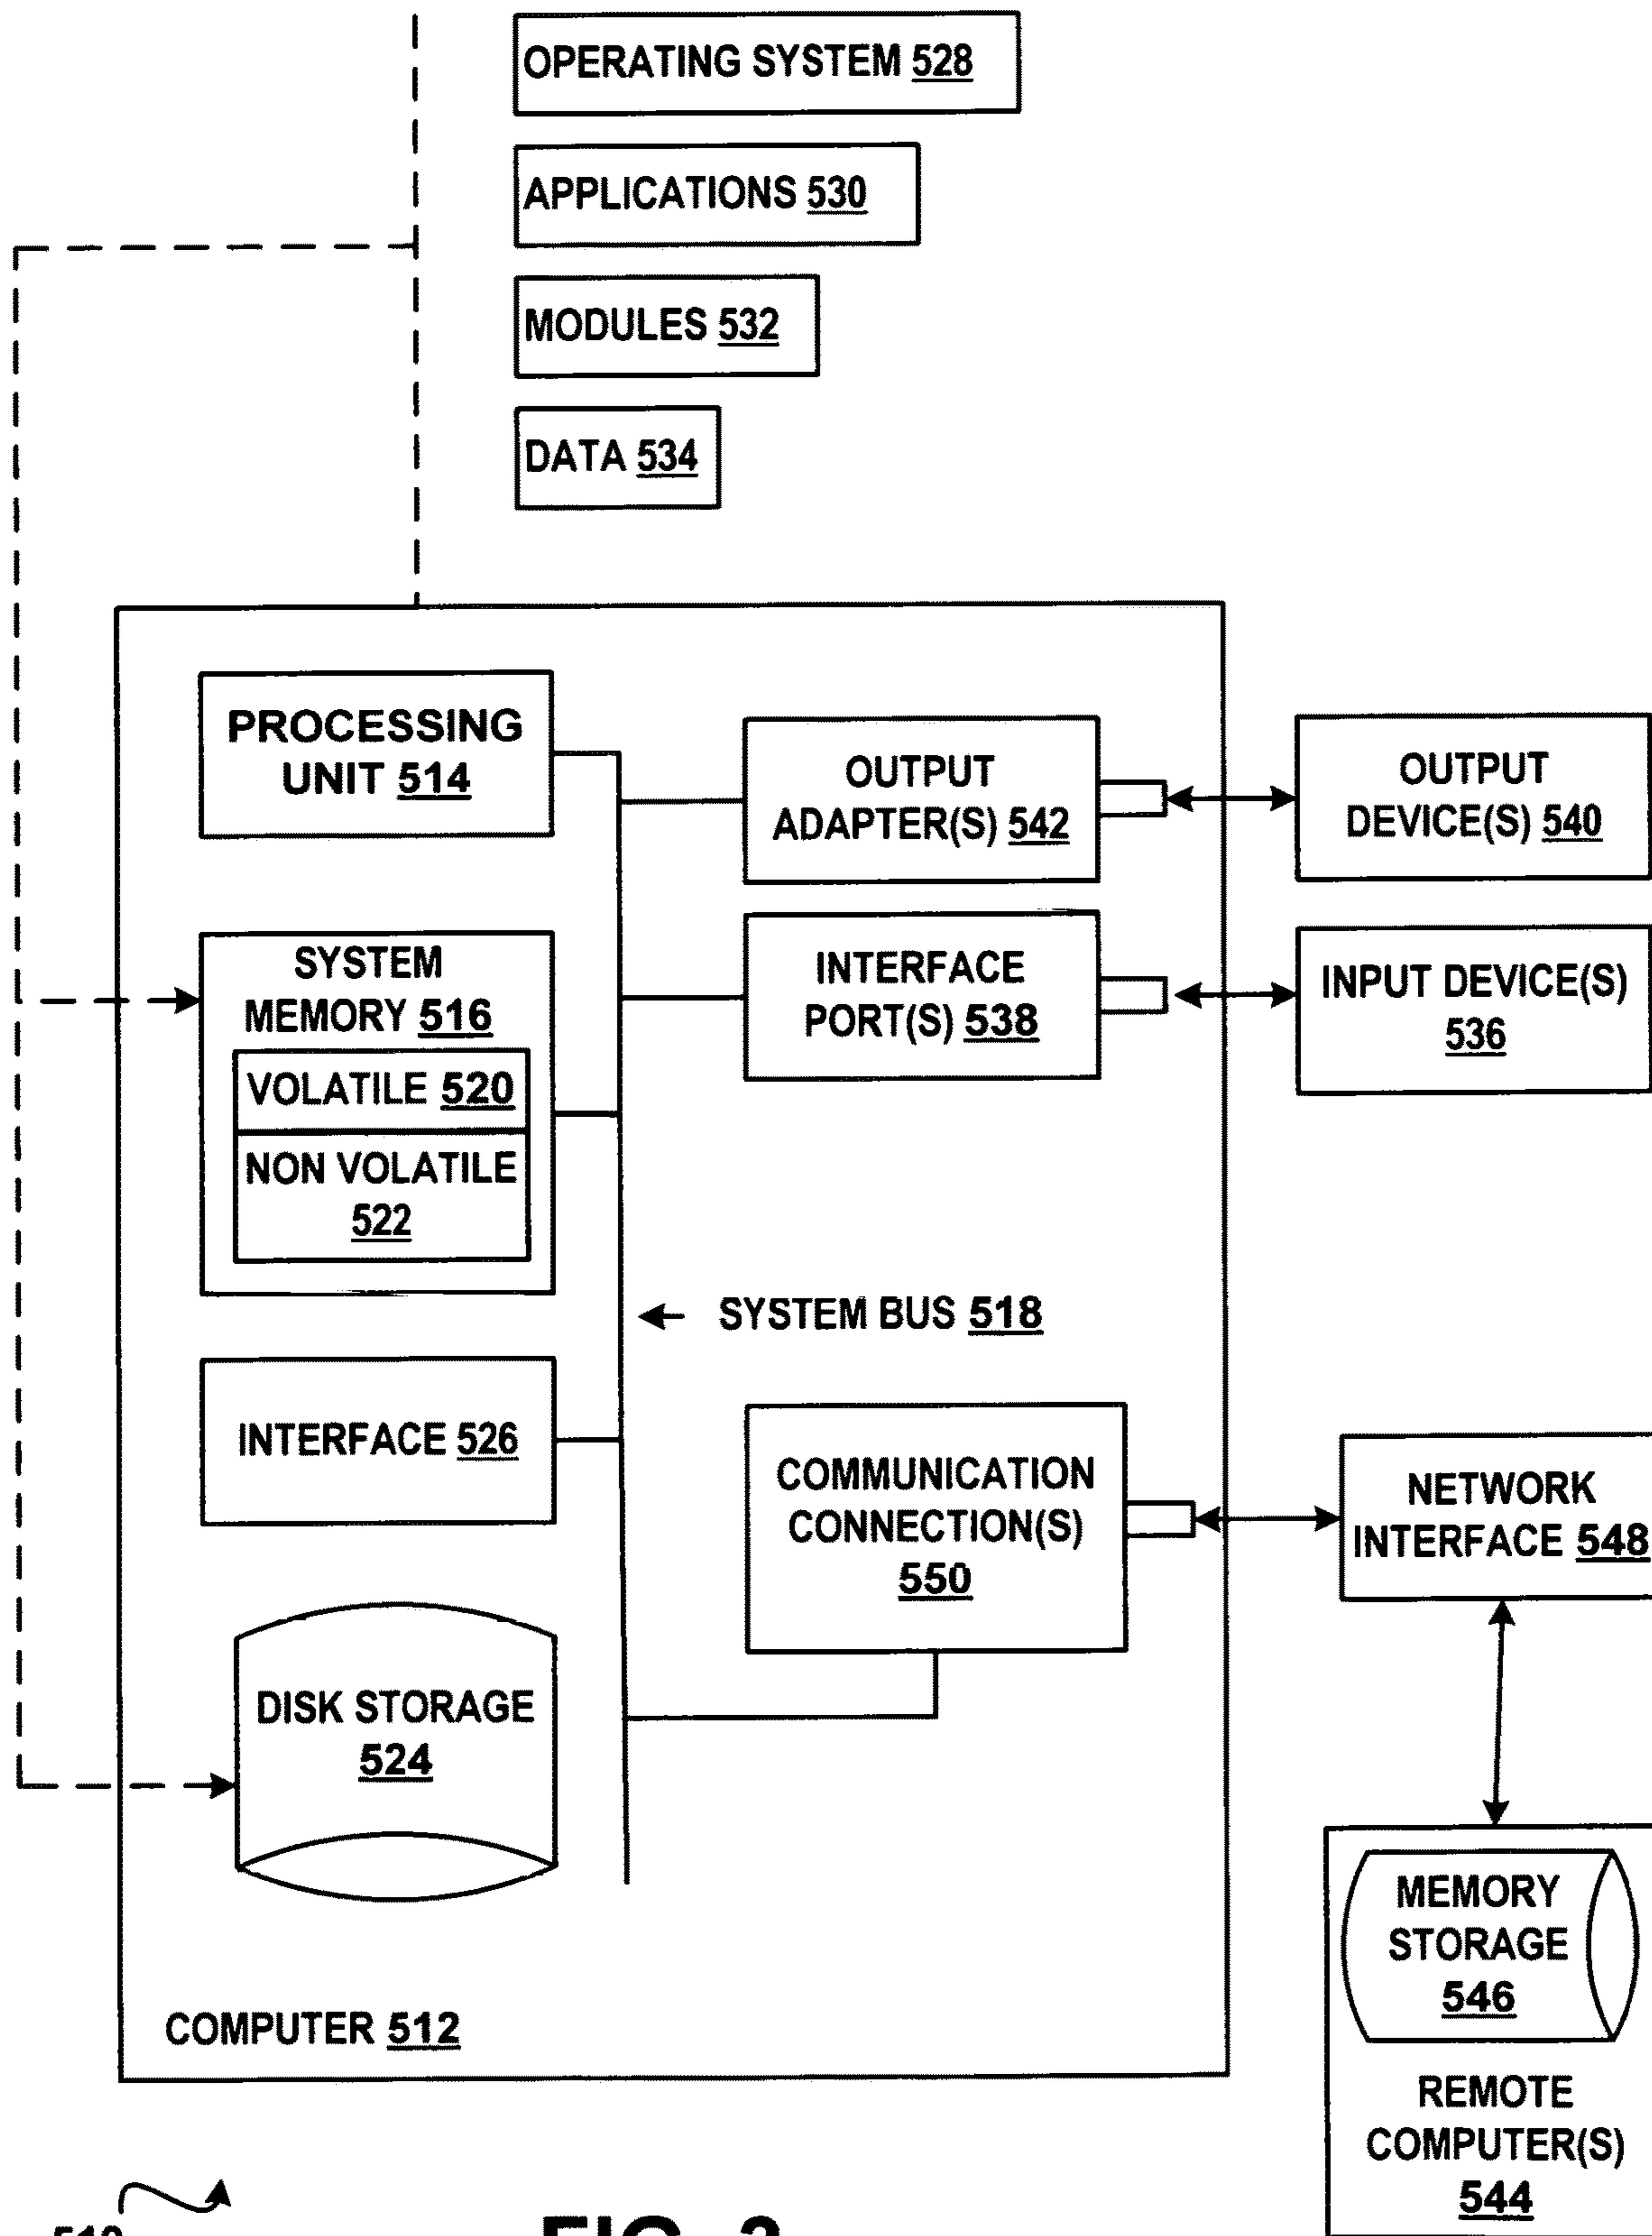 OPERATING SYSTEM 528
APPLICATIONS 530
MODULES 532
DATA 534
PROCESSING
UNIT 514
OUTPUT
ADAPTER(S) 542
OUTPUT
DEVICE(S) 540
SYSTEM
MEMORY 516
VOLATILE 520
NON VOLATILE
522
INTERFACE
PORT(S) 538
INPUT DEVICE(S)
536
SYSTEM BUS 518
INTERFACE 526
COMMUNICATION
CONNECTION(S)
550
NETWORK
INTERFACE 548
DISK STORAGE
524
MEMORY
STORAGE
546
REMOTE
COMPUTER(S)
544
COMPUTER 512